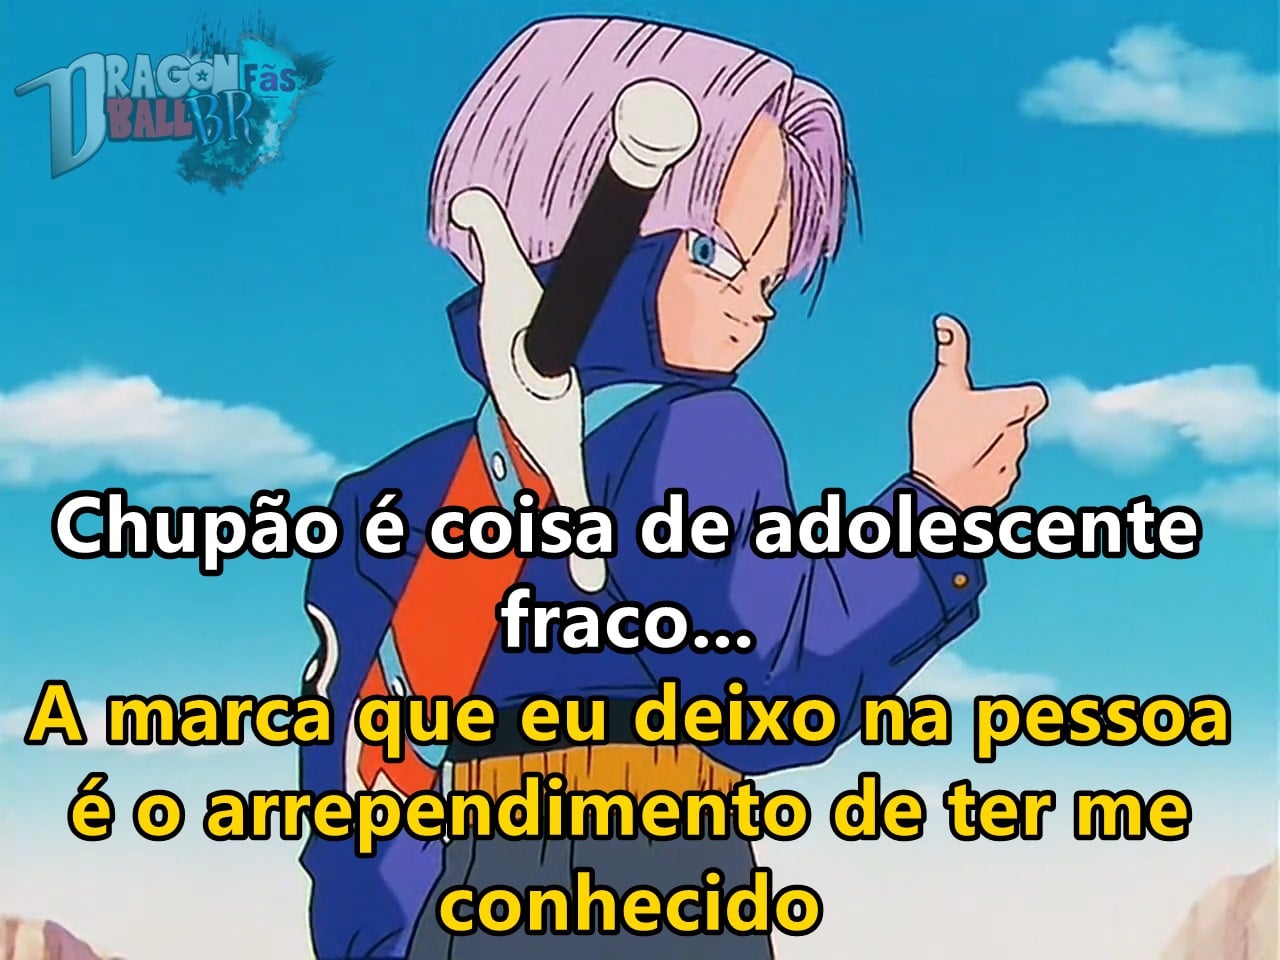 DRAGON Fãs
BALL BR
Chupão é coisa de adolescente
fraco...
A marca que eu deixo na pessoa
é o arrependimento de ter me
conhecido